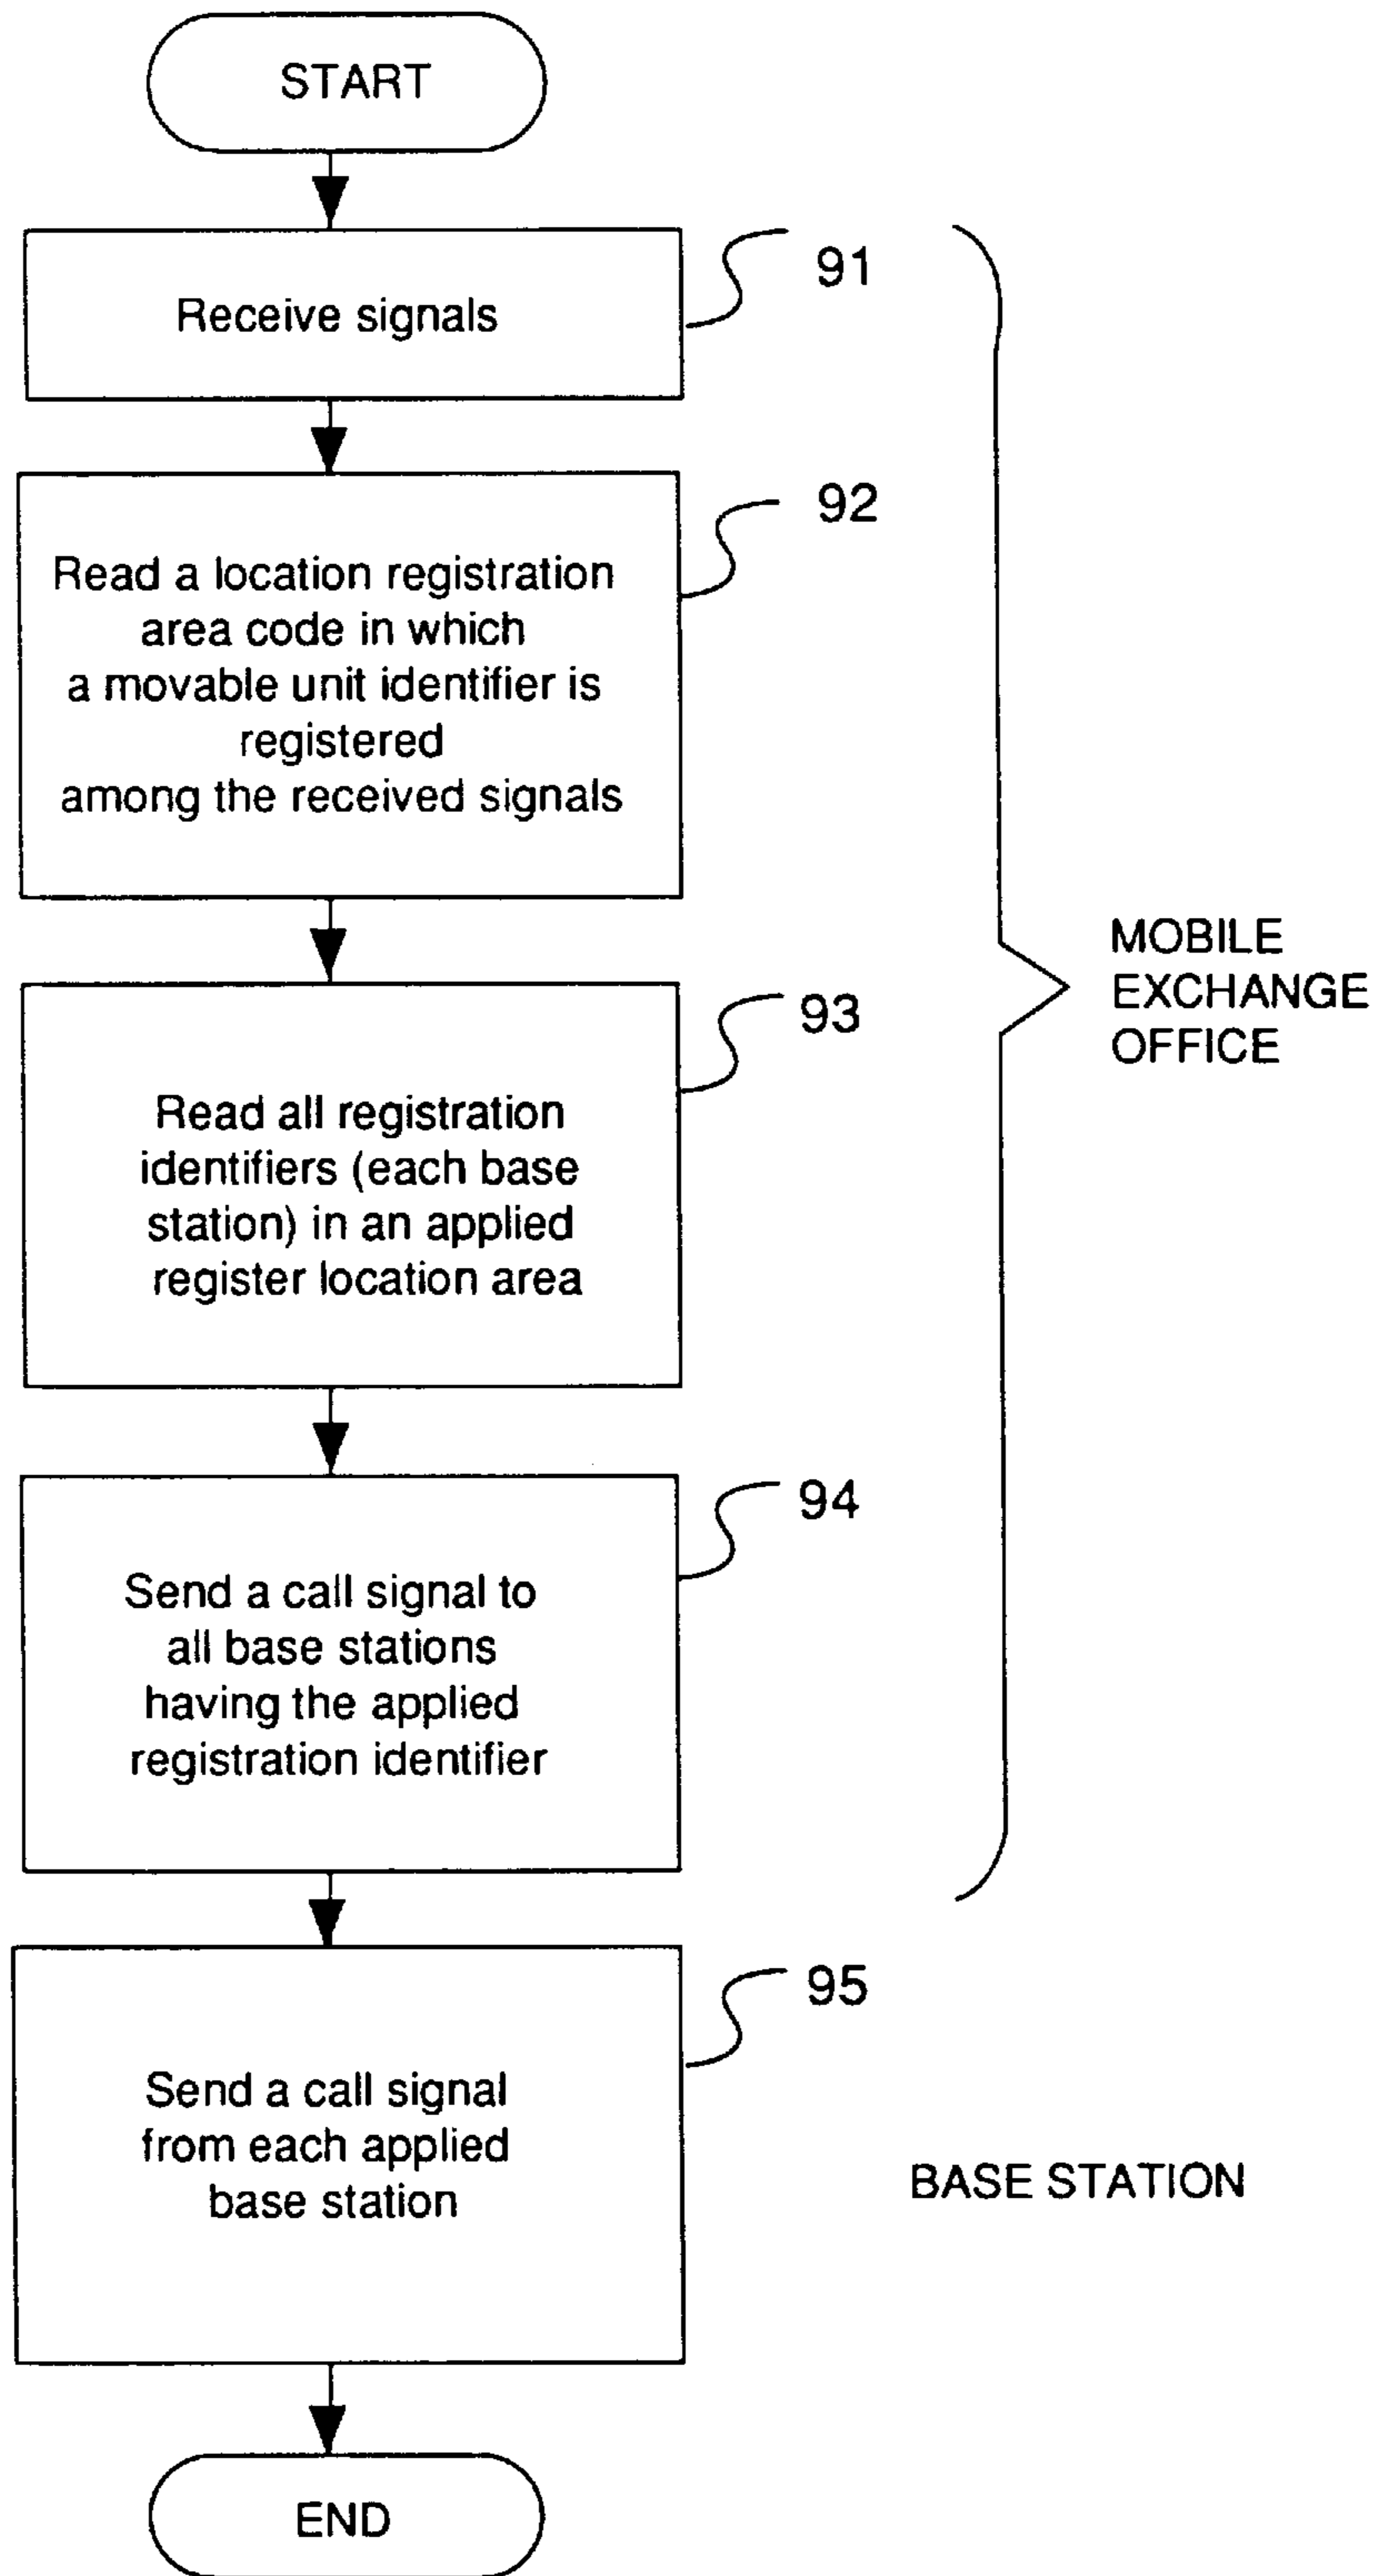 START
Receive signals
91
Read a location registration
area code in which
a movable unit identifier is
registered
among the received signals
92
Read all registration
identifiers (each base
station) in an applied
register location area
93
MOBILE
EXCHANGE
OFFICE
Send a call signal to
all base stations
having the applied
registration identifier
94
Send a call signal
from each applied
base station
95
BASE STATION
END